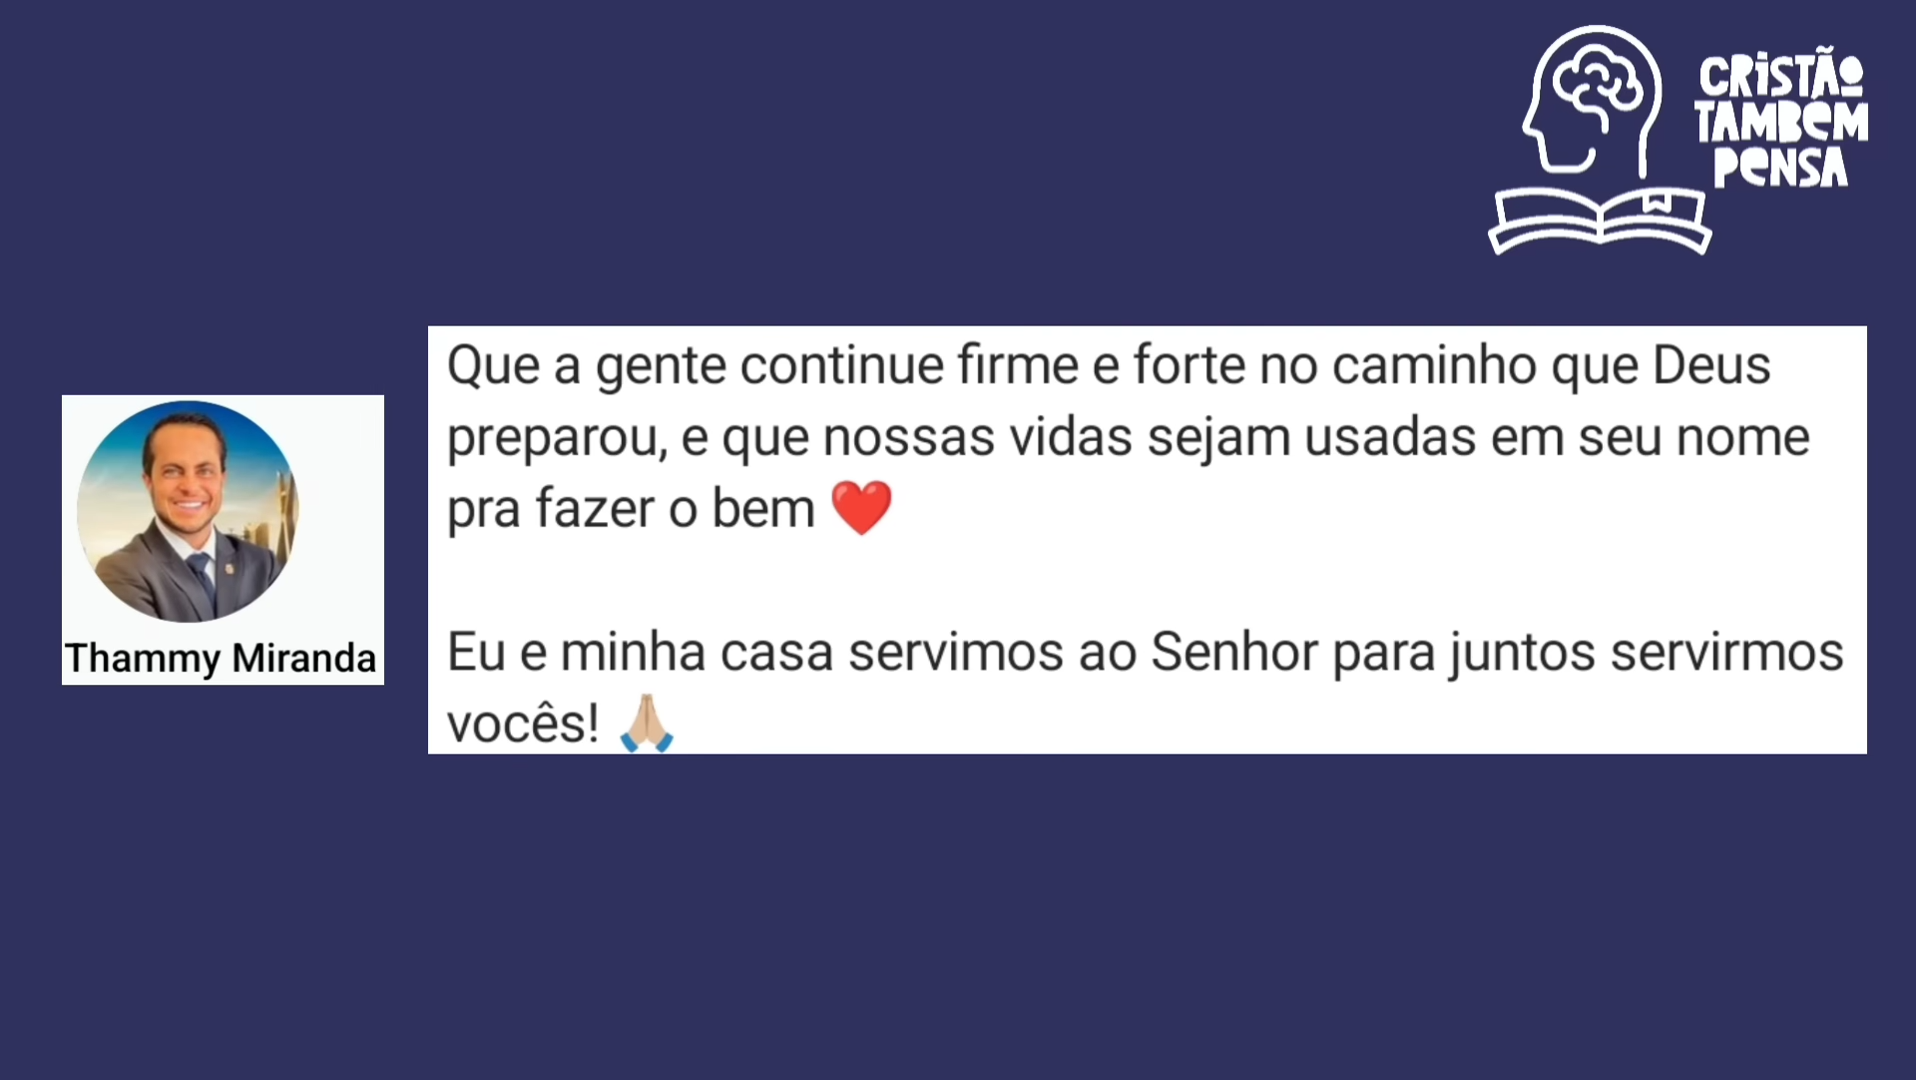 CRISTÃO
TAMBÉM
PENSA
Que a gente continue firme e forte no caminho que Deus
preparou, e que nossas vidas sejam usadas em seu nome
pra fazer o bem ❤️
Eu e minha casa servimos ao Senhor para juntos servirmos
vocês! 🙏🏼
Thammy Miranda